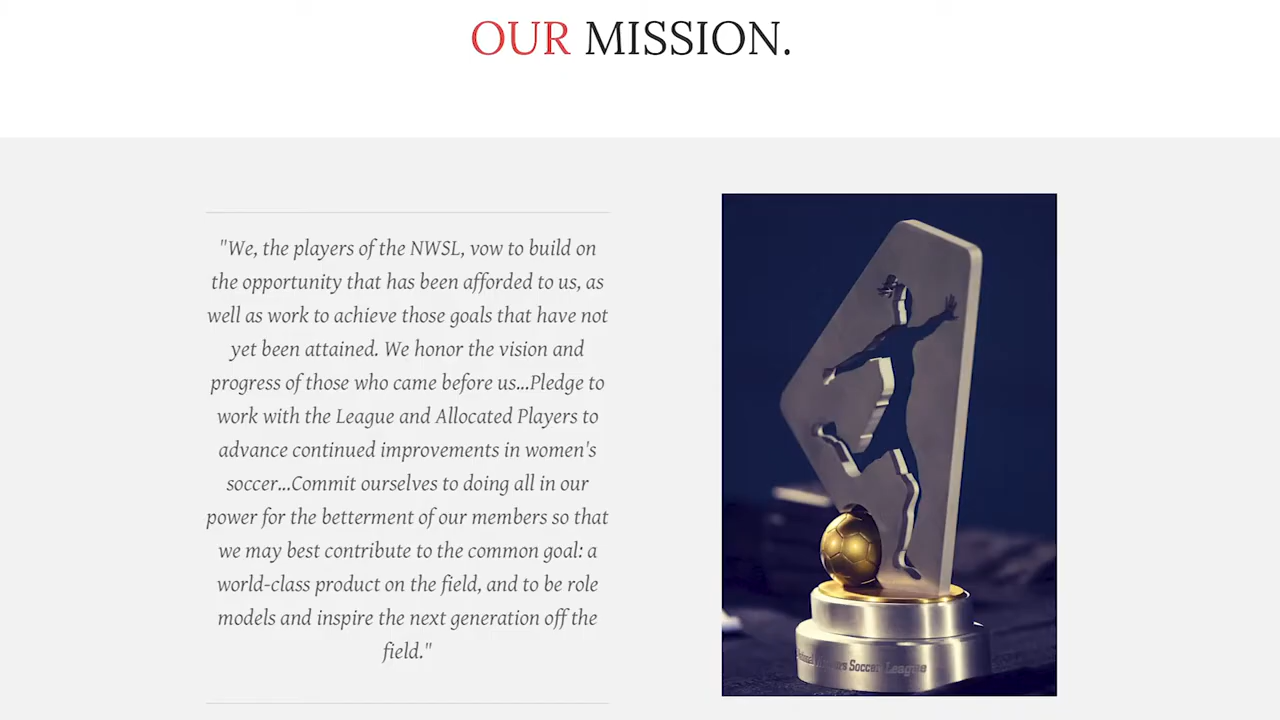 OUR MISSION.
"We, the players of the NWSL, vow to build on
the opportunity that has been afforded to us, as
well as work to achieve those goals that have not
yet been attained. We honor the vision and
progress of those who came before us...Pledge to
work with the League and Allocated Players to
advance continued improvements in women's
soccer...Commit ourselves to doing all in our
power for the betterment of our members so that
we may best contribute to the common goal: a
world-class product on the field, and to be role
models and inspire the next generation off the
field."
Soccer League